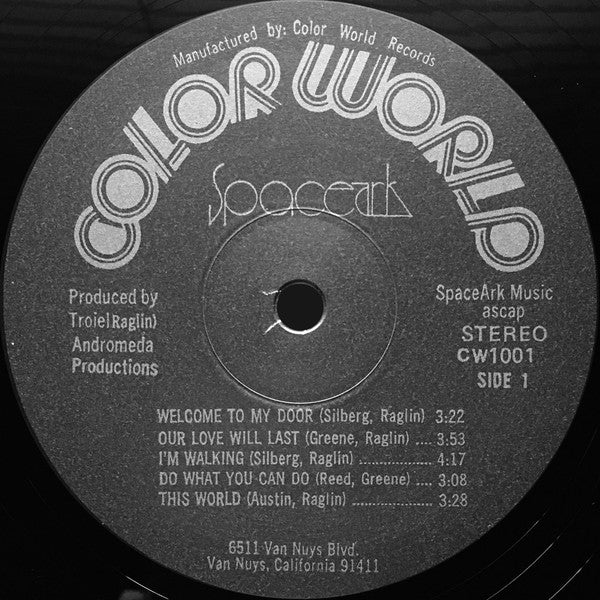 Manufactured by: Color World Records
COLOR WORLD
Spaceark
Produced by
Troiel Raglin)
Andromeda
Productions
SpaceArk Music
ascap
STEREO
CW1001
SIDE 1
WELCOME TO MY DOOR (Silberg, Raglin) 3:22
OUR LOVE WILL LAST (Greene, Raglin) .... 3:53
I'M WALKING (Silberg, Raglin) .................. 4:17
DO WHAT YOU CAN DO (Reed, Greene) .... 3:08
THIS WORLD (Austin, Raglin) ................... 3:28
6511 Van Nuys Blvd.
Van Nuys, California 91411